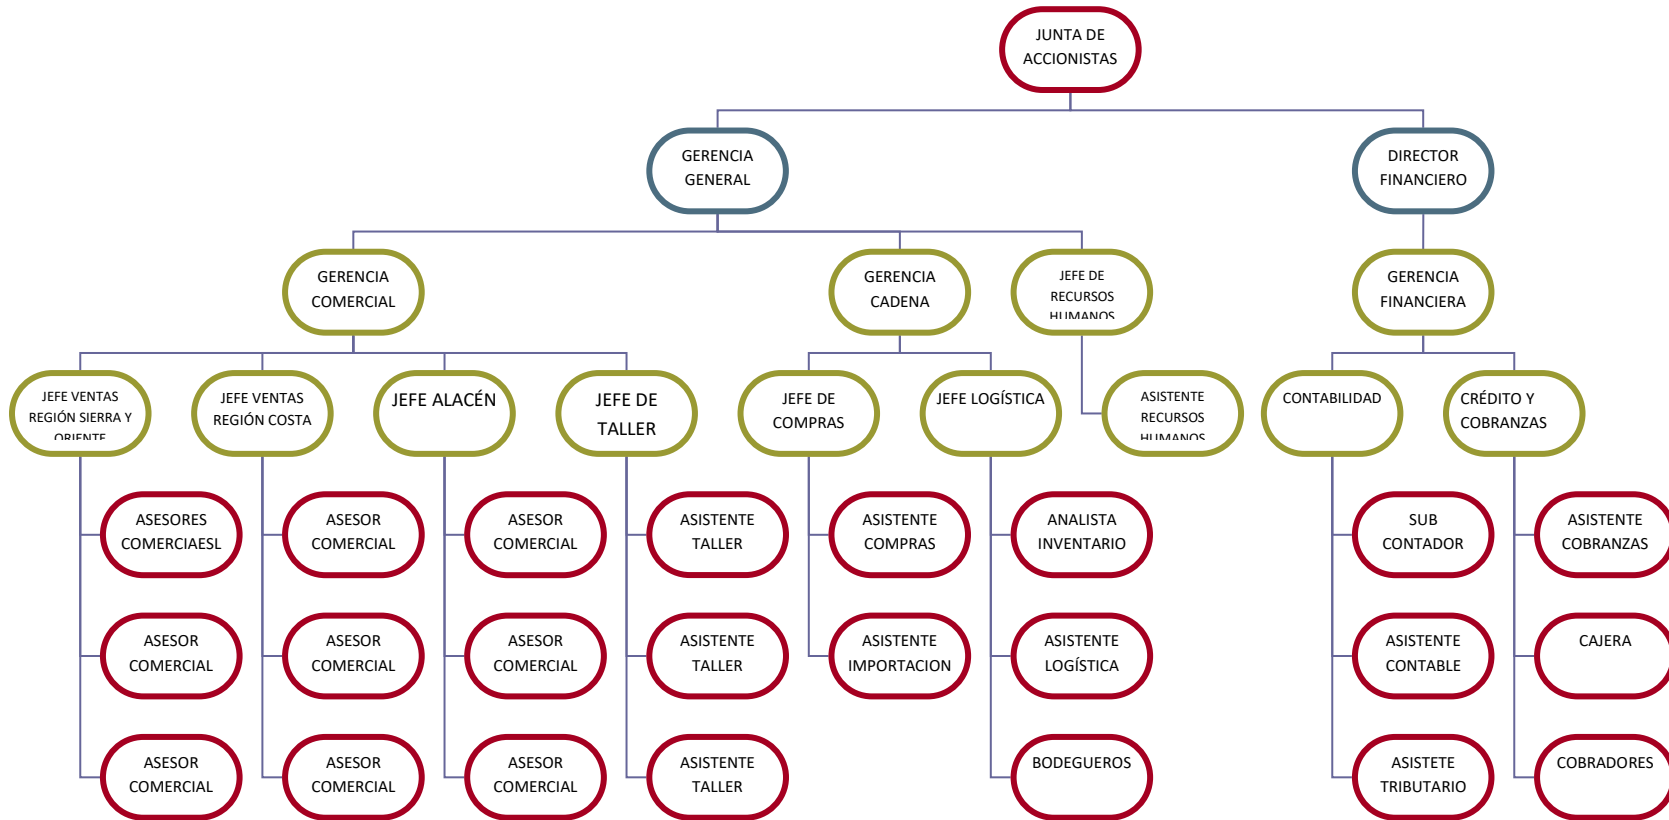 JUNTA DE
ACCIONISTAS
GERENCIA
GENERAL
DIRECTOR
FINANCIERO
GERENCIA
COMERCIAL
GERENCIA
CADENA
JEFE DE
RECURSOS
HUMANOS
GERENCIA
FINANCIERA
JEFE VENTAS
REGIÓN SIERRA Y
ORIENTE
JEFE VENTAS
REGIÓN COSTA
JEFE ALACÉN
JEFE DE
TALLER
JEFE DE
COMPRAS
JEFE LOGÍSTICA
ASISTENTE
RECURSOS
HUMANOS
CONTABILIDAD
CRÉDITO Y
COBRANZAS
ASESORES
COMERCIAESL
ASESOR
COMERCIAL
ASESOR
COMERCIAL
ASISTENTE
TALLER
ASISTENTE
COMPRAS
ANALISTA
INVENTARIO
SUB
CONTADOR
ASISTENTE
COBRANZAS
ASESOR
COMERCIAL
ASESOR
COMERCIAL
ASESOR
COMERCIAL
ASISTENTE
TALLER
ASISTENTE
IMPORTACION
ASISTENTE
LOGÍSTICA
ASISTENTE
CONTABLE
CAJERA
ASESOR
COMERCIAL
ASESOR
COMERCIAL
ASESOR
COMERCIAL
ASISTENTE
TALLER
BODEGUEROS
ASISTETE
TRIBUTARIO
COBRADORES